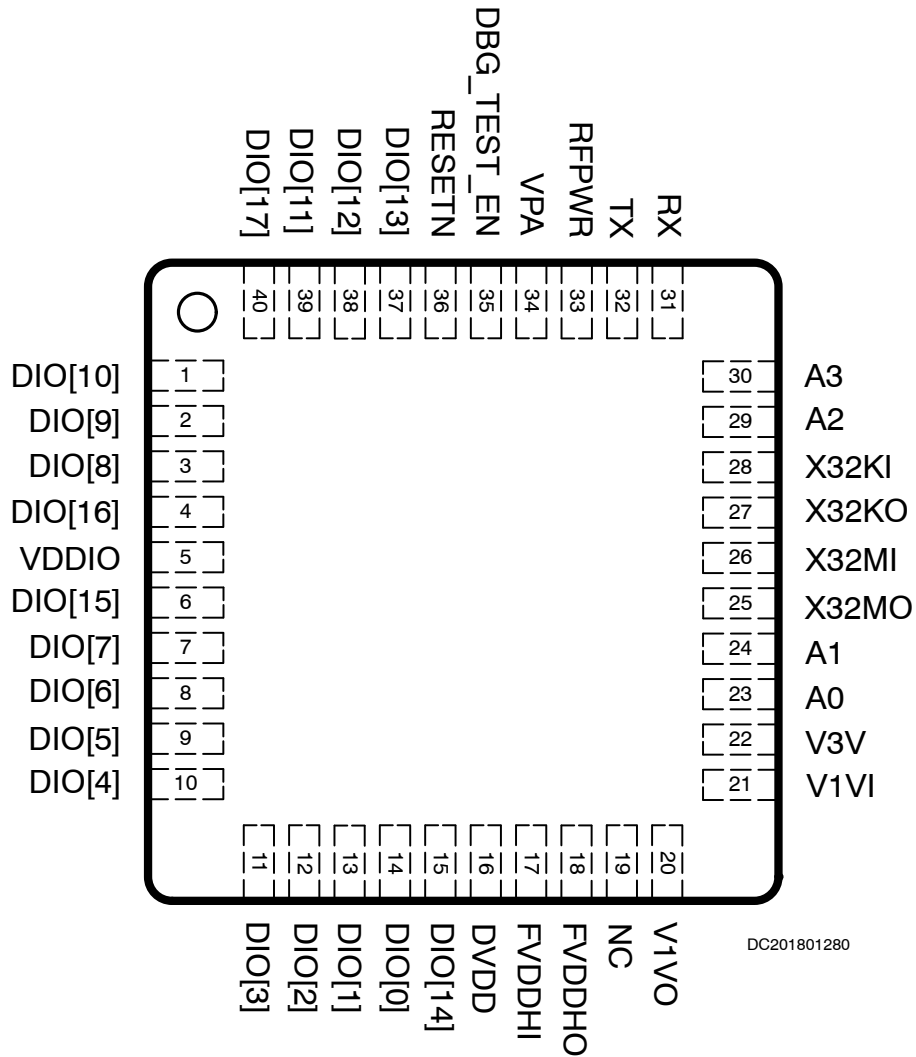 DIO[17]
DIO[11]
DIO[12]
DIO[13]
RESETN
DBG_TEST_EN
VPA
RFPWR
TX
RX
40
39
38
37
36
35
34
33
32
31
DIO[10] 1
DIO[9] 2
DIO[8] 3
DIO[16] 4
VDDIO 5
DIO[15] 6
DIO[7] 7
DIO[6] 8
DIO[5] 9
DIO[4] 10
30 A3
29 A2
28 X32KI
27 X32KO
26 X32MI
25 X32MO
24 A1
23 A0
22 V3V
21 V1VI
11
12
13
14
15
16
17
18
19
20
DIO[3]
DIO[2]
DIO[1]
DIO[0]
DIO[14]
DVDD
FVDDHI
FVDDHO
NC
V1VO
DC201801280